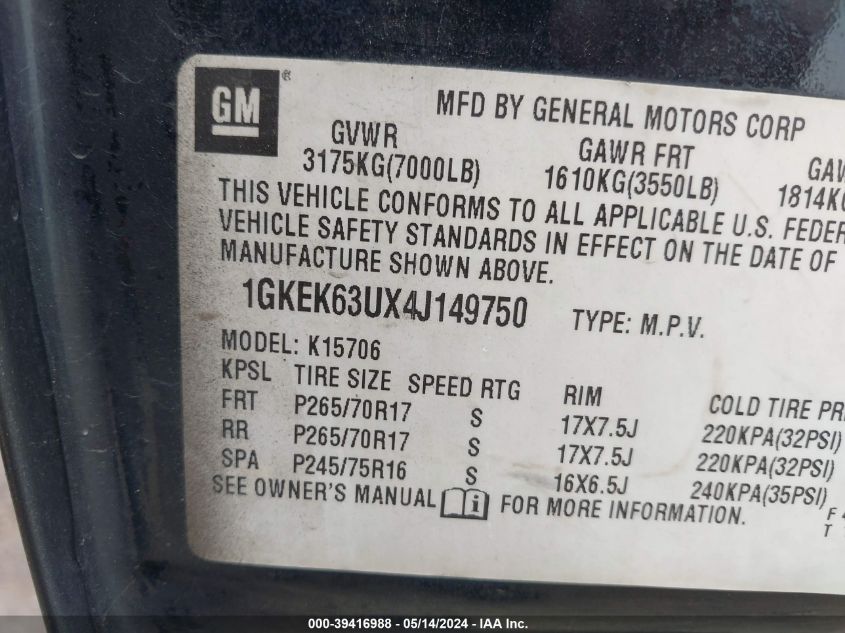 GM ®
MFD BY GENERAL MOTORS CORP
GVWR GAWR FRT
3175KG(7000LB) 1610KG(3550LB)
THIS VEHICLE CONFORMS TO ALL APPLICABLE U.S.
VEHICLE SAFETY STANDARDS IN EFFECT ON THE DATE OF
MANUFACTURE SHOWN ABOVE.
1GKEK63UX4J149750 TYPE: M.P.V.
MODEL: K15706
KPSL TIRE SIZE SPEED RTG RIM COLD TIRE
FRT P265/70R17 S 17X7.5J 220KPA(32PSI)
RR P265/70R17 S 17X7.5J 220KPA(32PSI)
SPA P245/75R16 S 16X6.5J 240KPA(35PSI)
SEE OWNER'S MANUAL i FOR MORE INFORMATION.
F
T
000-39416988 - 05/14/2024 - IAA Inc.